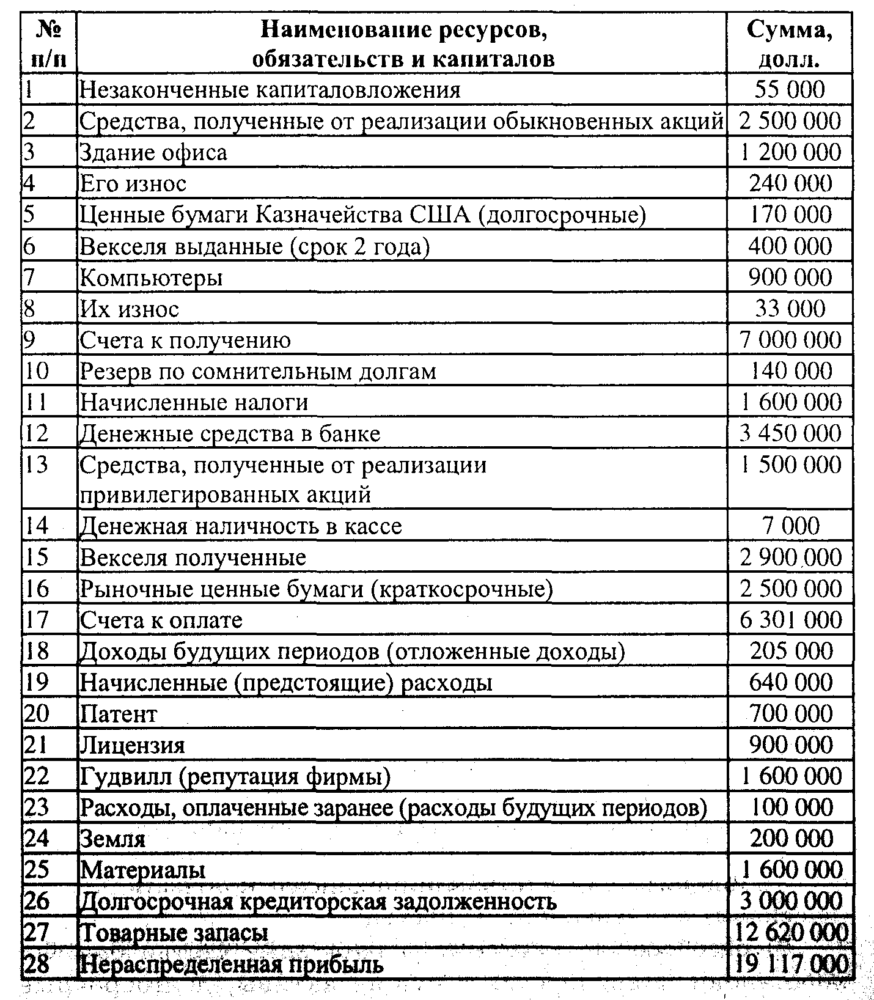 № п/п Наименование ресурсов, обязательств и капиталов Сумма, долл.
1 Незаконченные капиталовложения 55 000
2 Средства, полученные от реализации обыкновенных акций 2 500 000
3 Здание офиса 1 200 000
4 Его износ 240 000
5 Ценные бумаги Казначейства США (долгосрочные) 170 000
6 Векселя выданные (срок 2 года) 400 000
7 Компьютеры 900 000
8 Их износ 33 000
9 Счета к получению 7 000 000
10 Резерв по сомнительным долгам 140 000
11 Начисленные налоги 1 600 000
12 Денежные средства в банке 3 450 000
13 Средства, полученные от реализации 1 500 000
привилегированных акций
14 Денежная наличность в кассе 7 000
15 Векселя полученные 2 900 000
16 Рыночные ценные бумаги (краткосрочные) 2 500 000
17 Счета к оплате 6 301 000
18 Доходы будущих периодов (отложенные доходы) 205 000
19 Начисленные (предстоящие) расходы 640 000
20 Патент 700 000
21 Лицензия 900 000
22 Гудвилл (репутация фирмы) 1 600 000
23 Расходы, оплаченные заранее (расходы будущих периодов) 100 000
24 Земля 200 000
25 Материалы 1 600 000
26 Долгосрочная кредиторская задолженность 3 000 000
27 Товарные запасы 12 620 000
28 Нераспределенная прибыль 19 117 000